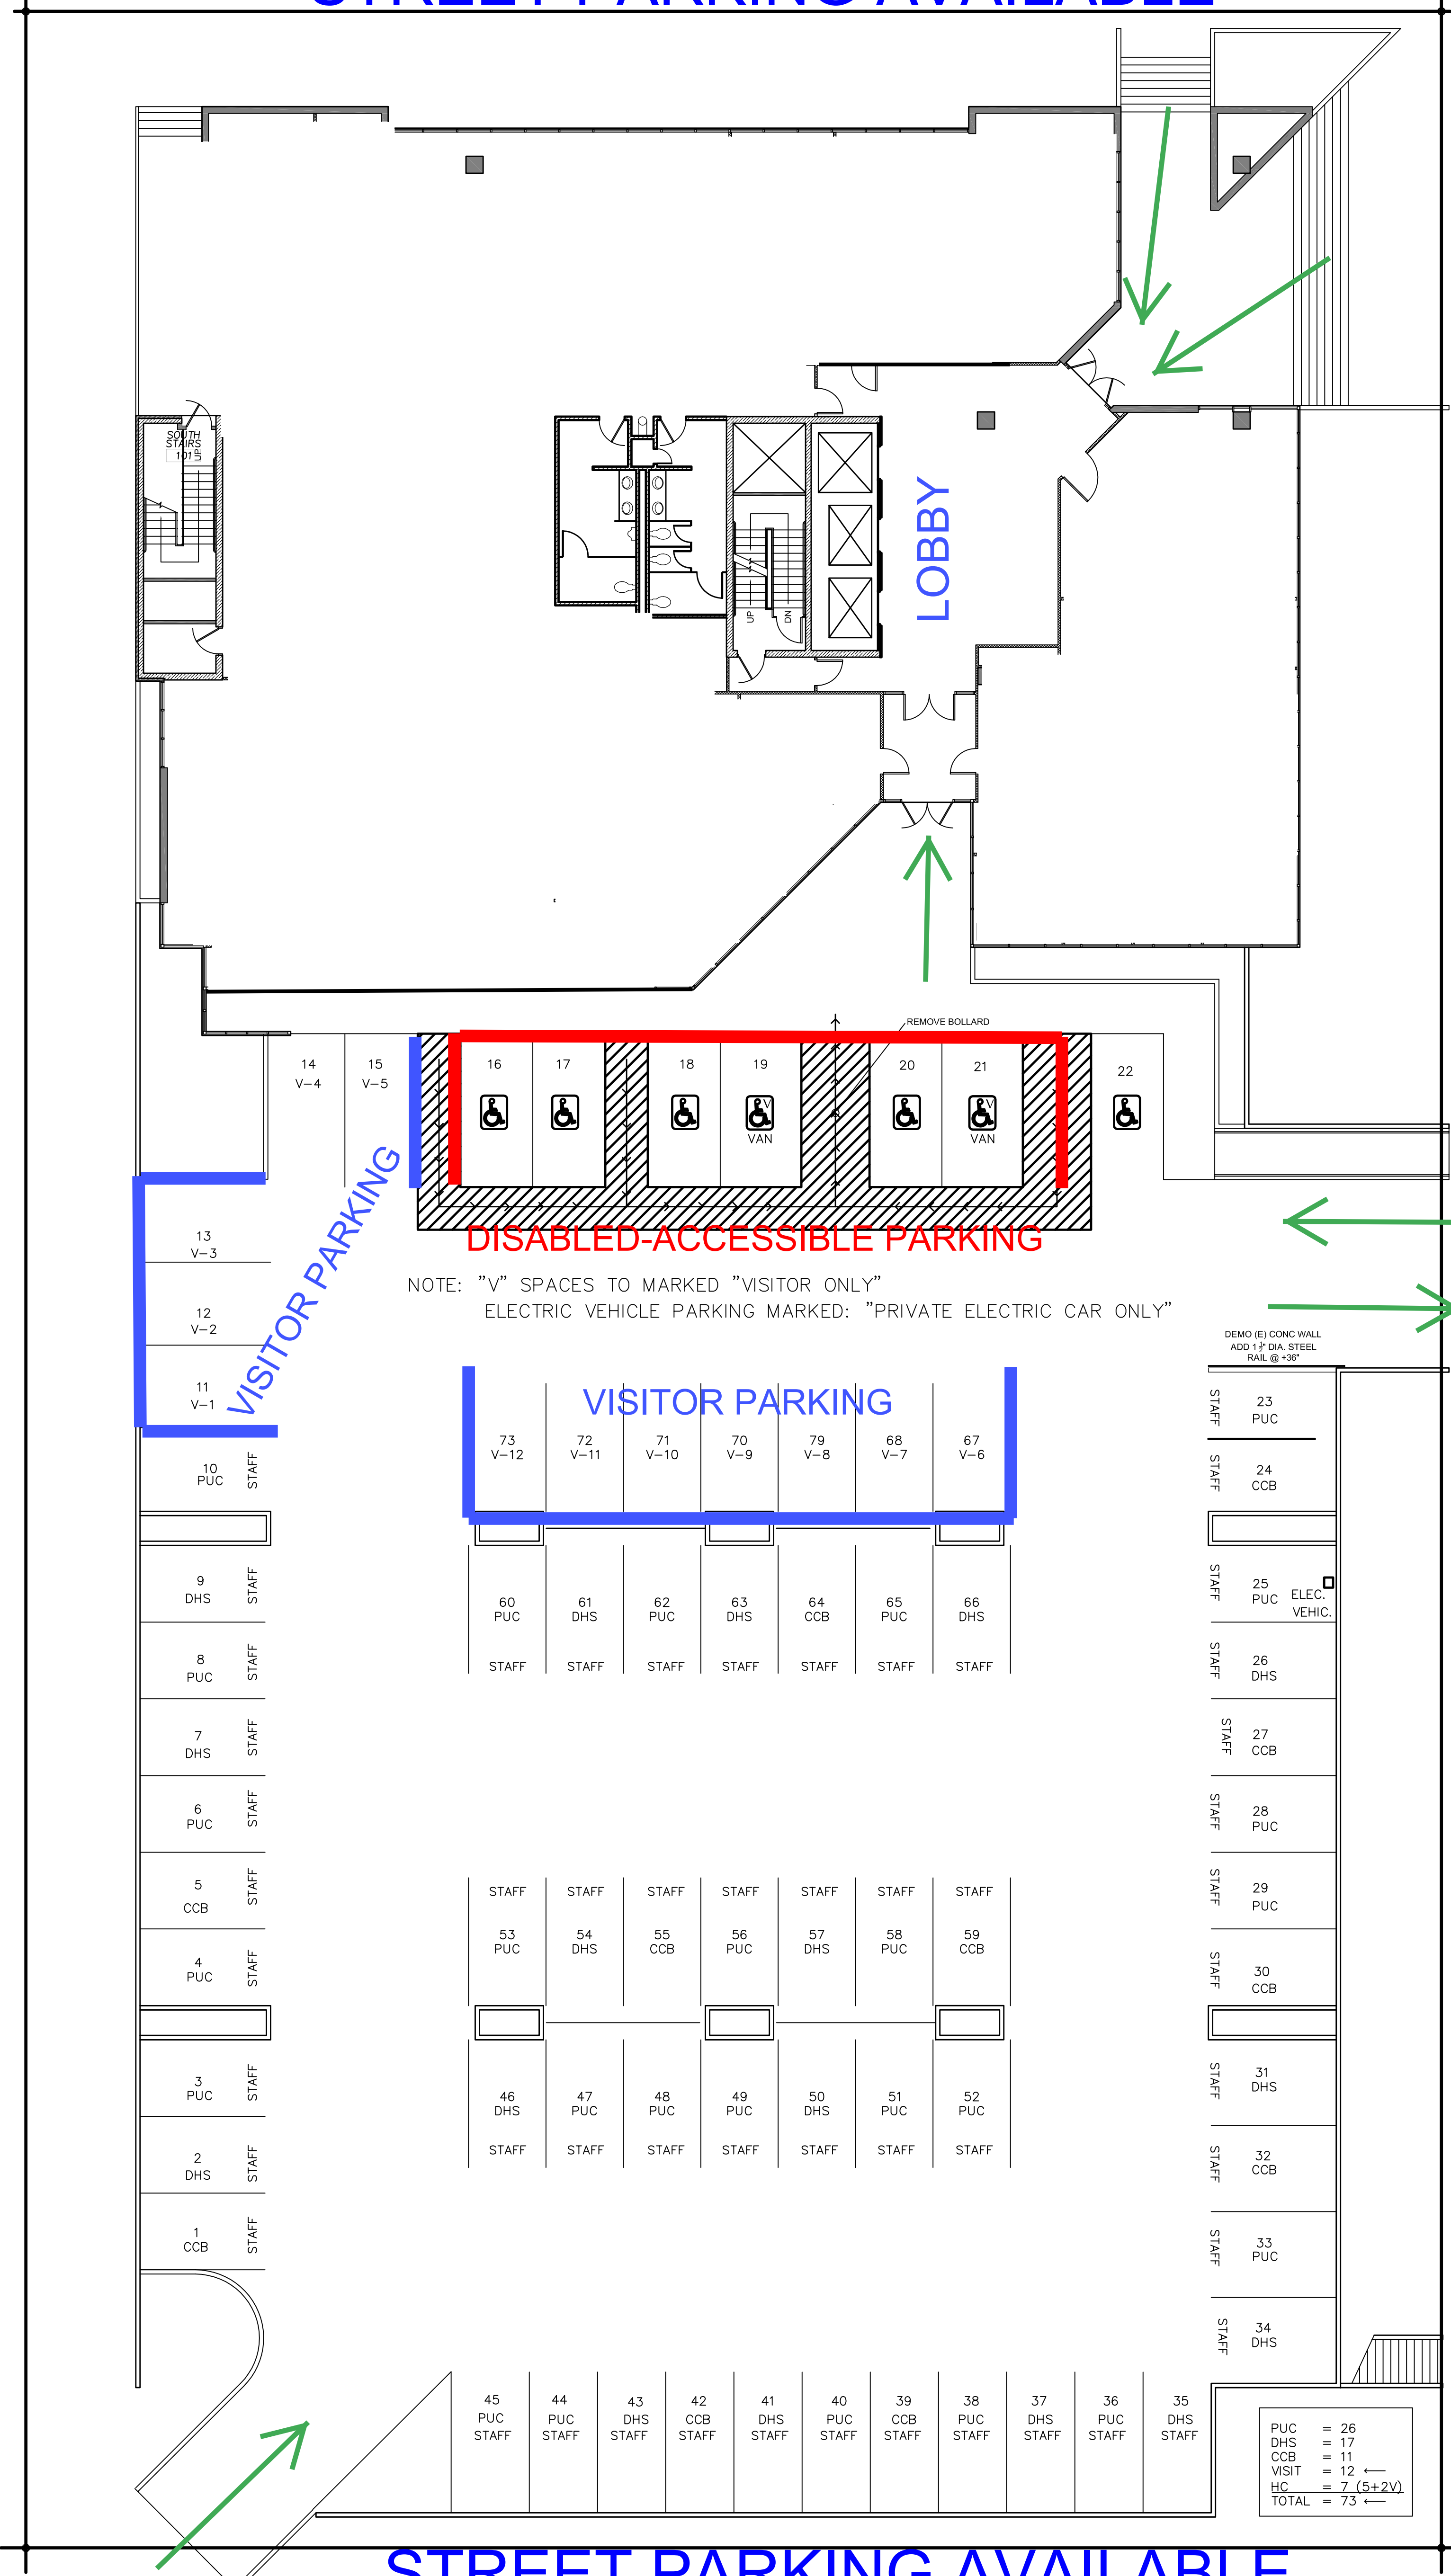 STREET PARKING AVAILABLE
SOUTH
STAIRS
101
UP
UP
DN
LOBBY
REMOVE BOLLARD
14
V-4
15
V-5
16
17
18
19
V
VAN
20
21
V
VAN
22
DISABLED-ACCESSIBLE PARKING
NOTE: "V" SPACES TO MARKED "VISITOR ONLY"
ELECTRIC VEHICLE PARKING MARKED: "PRIVATE ELECTRIC CAR ONLY"
VISITOR PARKING
13
V-3
12
V-2
11
V-1
DEMO (E) CONC WALL
ADD 1 1/2" DIA. STEEL
RAIL @ +36"
VISITOR PARKING
73
V-12
72
V-11
71
V-10
70
V-9
79
V-8
68
V-7
67
V-6
10
PUC
STAFF
9
DHS
STAFF
8
PUC
STAFF
7
DHS
STAFF
6
PUC
STAFF
5
CCB
STAFF
4
PUC
STAFF
3
PUC
STAFF
2
DHS
STAFF
1
CCB
STAFF
60
PUC
STAFF
61
DHS
STAFF
62
PUC
STAFF
63
DHS
STAFF
64
CCB
STAFF
65
PUC
STAFF
66
DHS
STAFF
STAFF
53
PUC
STAFF
54
DHS
STAFF
55
CCB
STAFF
56
PUC
STAFF
57
DHS
STAFF
58
PUC
STAFF
59
CCB
46
DHS
STAFF
47
PUC
STAFF
48
PUC
STAFF
49
PUC
STAFF
50
DHS
STAFF
51
PUC
STAFF
52
PUC
STAFF
STAFF
23
PUC
STAFF
24
CCB
STAFF
25
PUC
ELEC.
VEHIC.
STAFF
26
DHS
STAFF
27
CCB
STAFF
28
PUC
STAFF
29
PUC
STAFF
30
CCB
STAFF
31
DHS
STAFF
32
CCB
STAFF
33
PUC
STAFF
34
DHS
45
PUC
STAFF
44
PUC
STAFF
43
DHS
STAFF
42
CCB
STAFF
41
DHS
STAFF
40
PUC
STAFF
39
CCB
STAFF
38
PUC
STAFF
37
DHS
STAFF
36
PUC
STAFF
35
DHS
STAFF
PUC = 26
DHS = 17
CCB = 11
VISIT = 12 ←
HC = 7 (5+2V)
TOTAL = 73 ←
STREET PARKING AVAILABLE